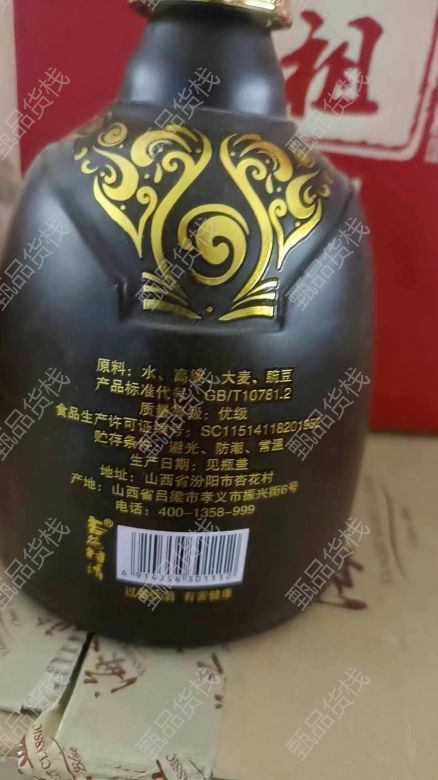 祖
原料：水、高粱、大麦、豌豆
产品标准代号：GB/T10781.2
质量等级：优级
食品生产许可证编号：SC11514118201952
贮存条件：避光、防潮、常温
生产日期：见瓶盖
地址：山西省汾阳市杏花村
产地：山西省吕梁市孝义市振兴街6号
电话：400-1358-999
过量饮酒 有害健康
甄品货栈